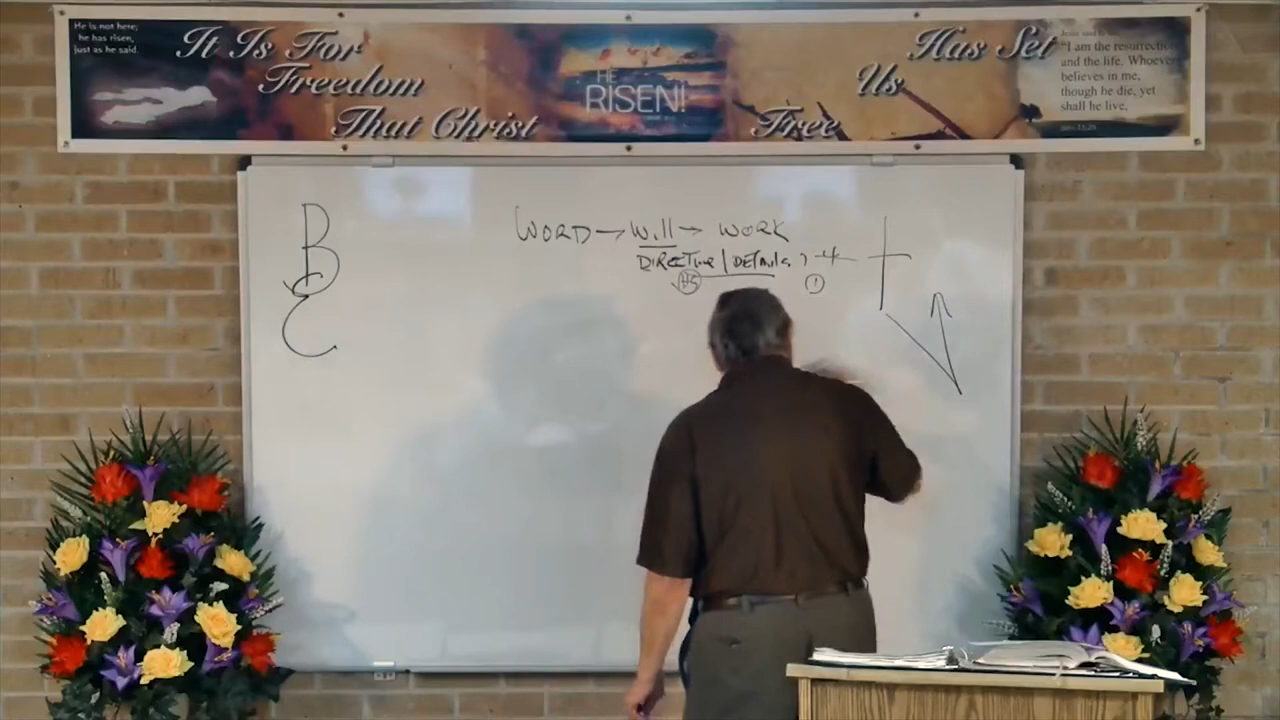 He is not here;
he has risen,
just as he said.
It Is For
Freedom
That Christ
HE
IS
RISEN!
Has Set
Us
Free
"I am the resurrection
and the life. Whoever
believes in me,
though he die, yet
shall he live,
WORD → Will → WORK
DIRECTIVE / DETAILS
HS
B